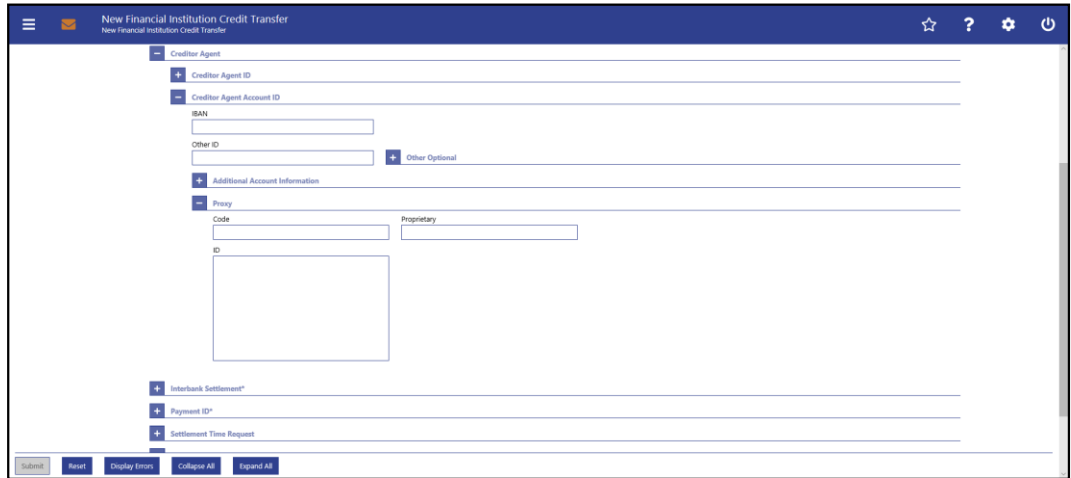 New Financial Institution Credit Transfer
New Financial Institution Credit Transfer
?
Creditor Agent
Creditor Agent ID
Creditor Agent Account ID
IBAN
Other ID
Other Optional
Additional Account Information
Proxy
Code Proprietary
ID
Interbank Settlement*
Payment ID*
Settlement Time Request
Submit Reset Display Errors Collapse All Expand All